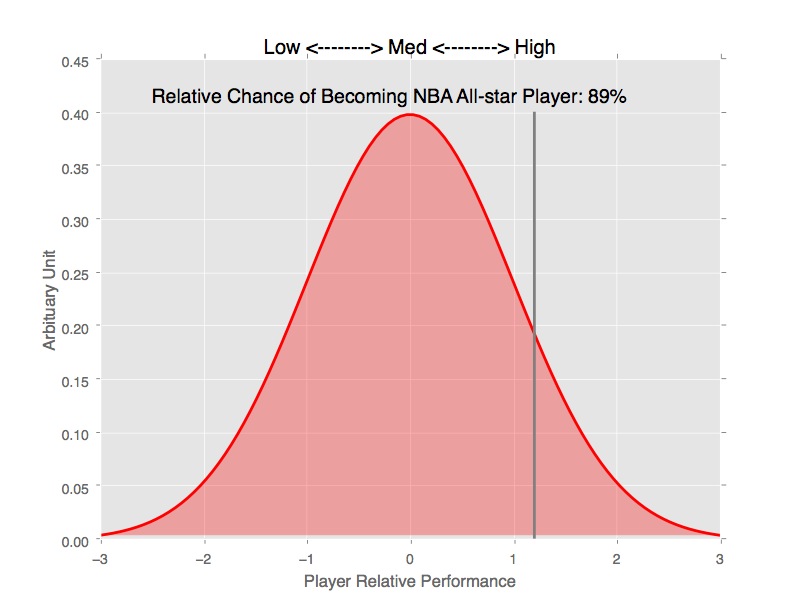 Low <--------> Med <--------> High
Relative Chance of Becoming NBA All-star Player: 89%
0.45
0.40
0.35
0.30
0.25
0.20
0.15
0.10
0.05
0.00
Arbituary Unit
−3 −2 −1 0 1 2 3
Player Relative Performance